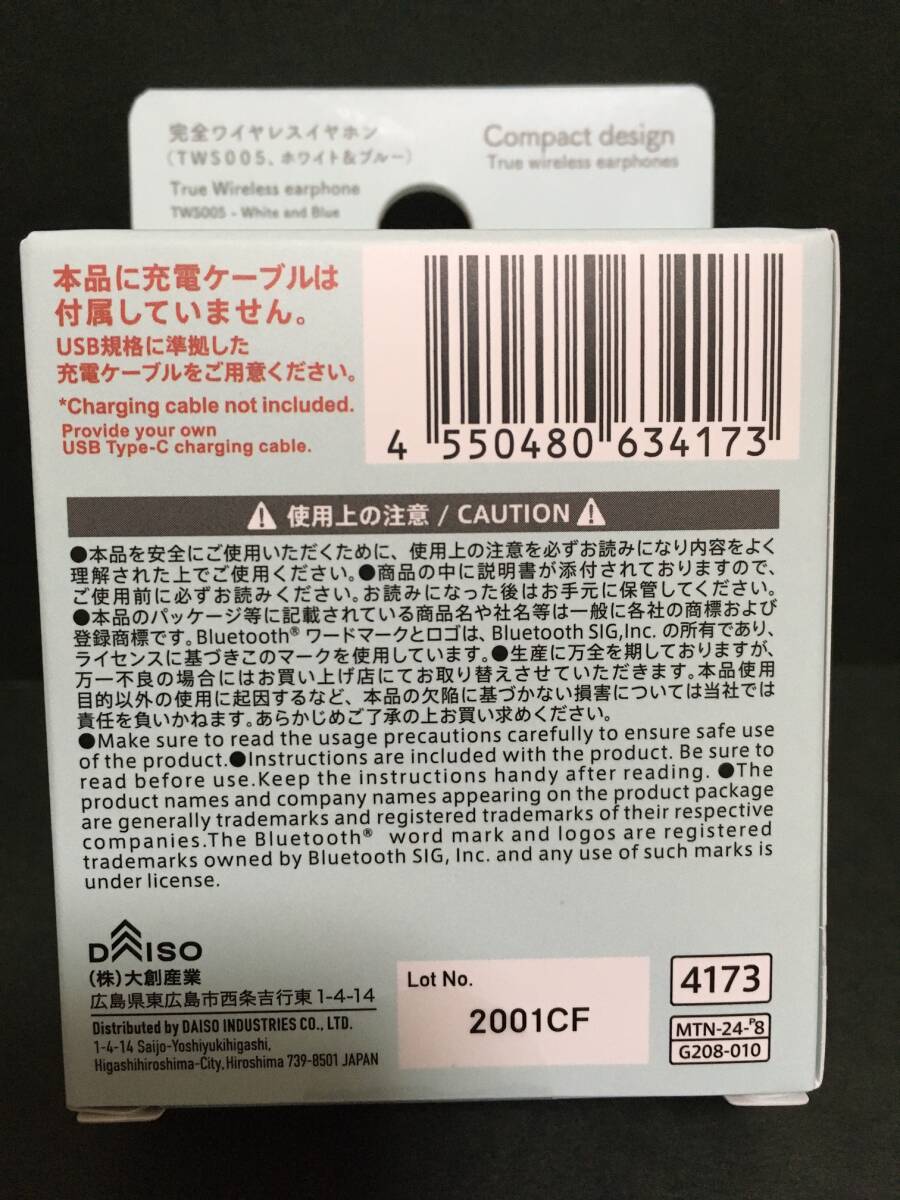 完全ワイヤレスイヤホン
(TWS005、ホワイト&ブルー)
True Wireless earphone
TWS005 - White and Blue
Compact design
True wireless earphones
本品に充電ケーブルは
付属していません。
USB規格に準拠した
充電ケーブルをご用意ください。
*Charging cable not included.
Provide your own
USB Type-C charging cable.
4 550480 634173
使用上の注意 / CAUTION
●本品を安全にご使用いただくために、使用上の注意を必ずお読みになり内容をよく
理解された上でご使用ください。●商品の中に説明書が添付されておりますので、
ご使用前に必ずお読みください。お読みになった後はお手元に保管してください。
●本品のパッケージ等に記載されている商品名や社名等は一般に各社の商標および
登録商標です。Bluetooth® ワードマークとロゴは、Bluetooth SIG,Inc. の所有であり、
ライセンスに基づきこのマークを使用しています。●生産に万全を期しておりますが、
万一不良の場合にはお買い上げ店にてお取り替えさせていただきます。本品使用
目的以外の使用に起因するなど、本品の欠陥に基づかない損害については当社では
責任を負いかねます。あらかじめご了承の上お買い求めください。
●Make sure to read the usage precautions carefully to ensure safe use
of the product.●Instructions are included with the product. Be sure to
read before use.Keep the instructions handy after reading. ●The
product names and company names appearing on the product package
are generally trademarks and registered trademarks of their respective
companies.The Bluetooth® word mark and logos are registered
trademarks owned by Bluetooth SIG, Inc. and any use of such marks is
under license.
DAISO
(株)大創産業
広島県東広島市西条吉行東1-4-14
Distributed by DAISO INDUSTRIES CO., LTD.
1-4-14 Saijo-Yoshiyukihigashi,
Higashihiroshima-City, Hiroshima 739-8501 JAPAN
Lot No.
2001CF
4173
MTN-24-P8
G208-010